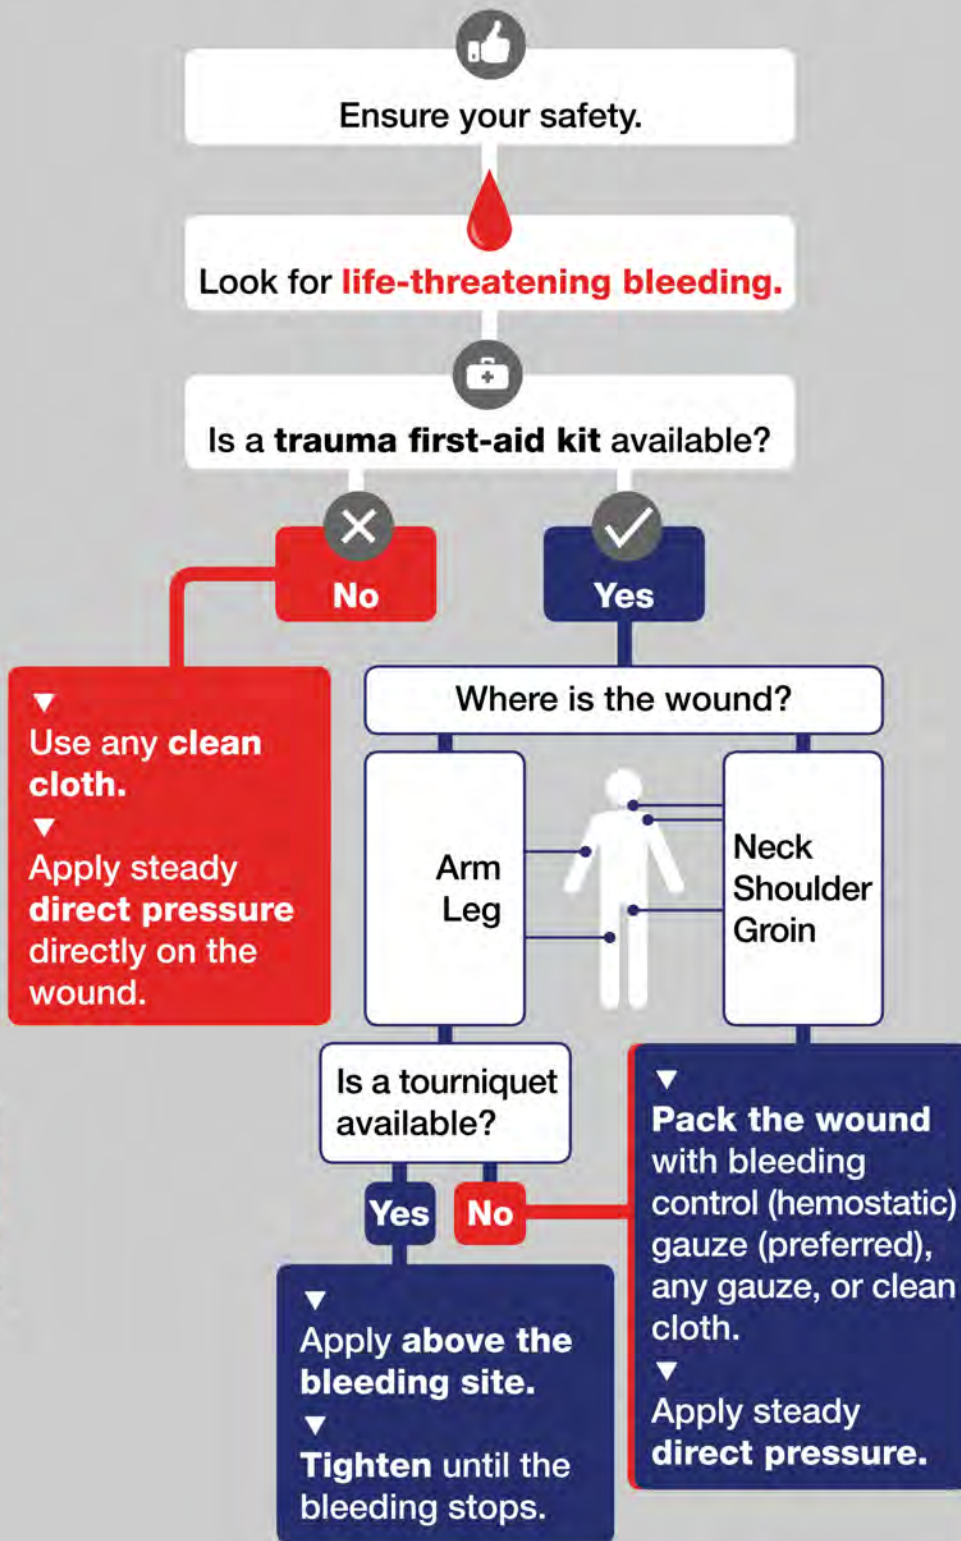 Ensure your safety.
Look for life-threatening bleeding.
Is a trauma first-aid kit available?
No
Yes
▼
Use any clean
cloth.
▼
Apply steady
direct pressure
directly on the
wound.
Where is the wound?
Arm
Leg
Neck
Shoulder
Groin
Is a tourniquet
available?
Yes
No
▼
Apply above the
bleeding site.
▼
Tighten until the
bleeding stops.
▼
Pack the wound
with bleeding
control (hemostatic)
gauze (preferred),
any gauze, or clean
cloth.
▼
Apply steady
direct pressure.